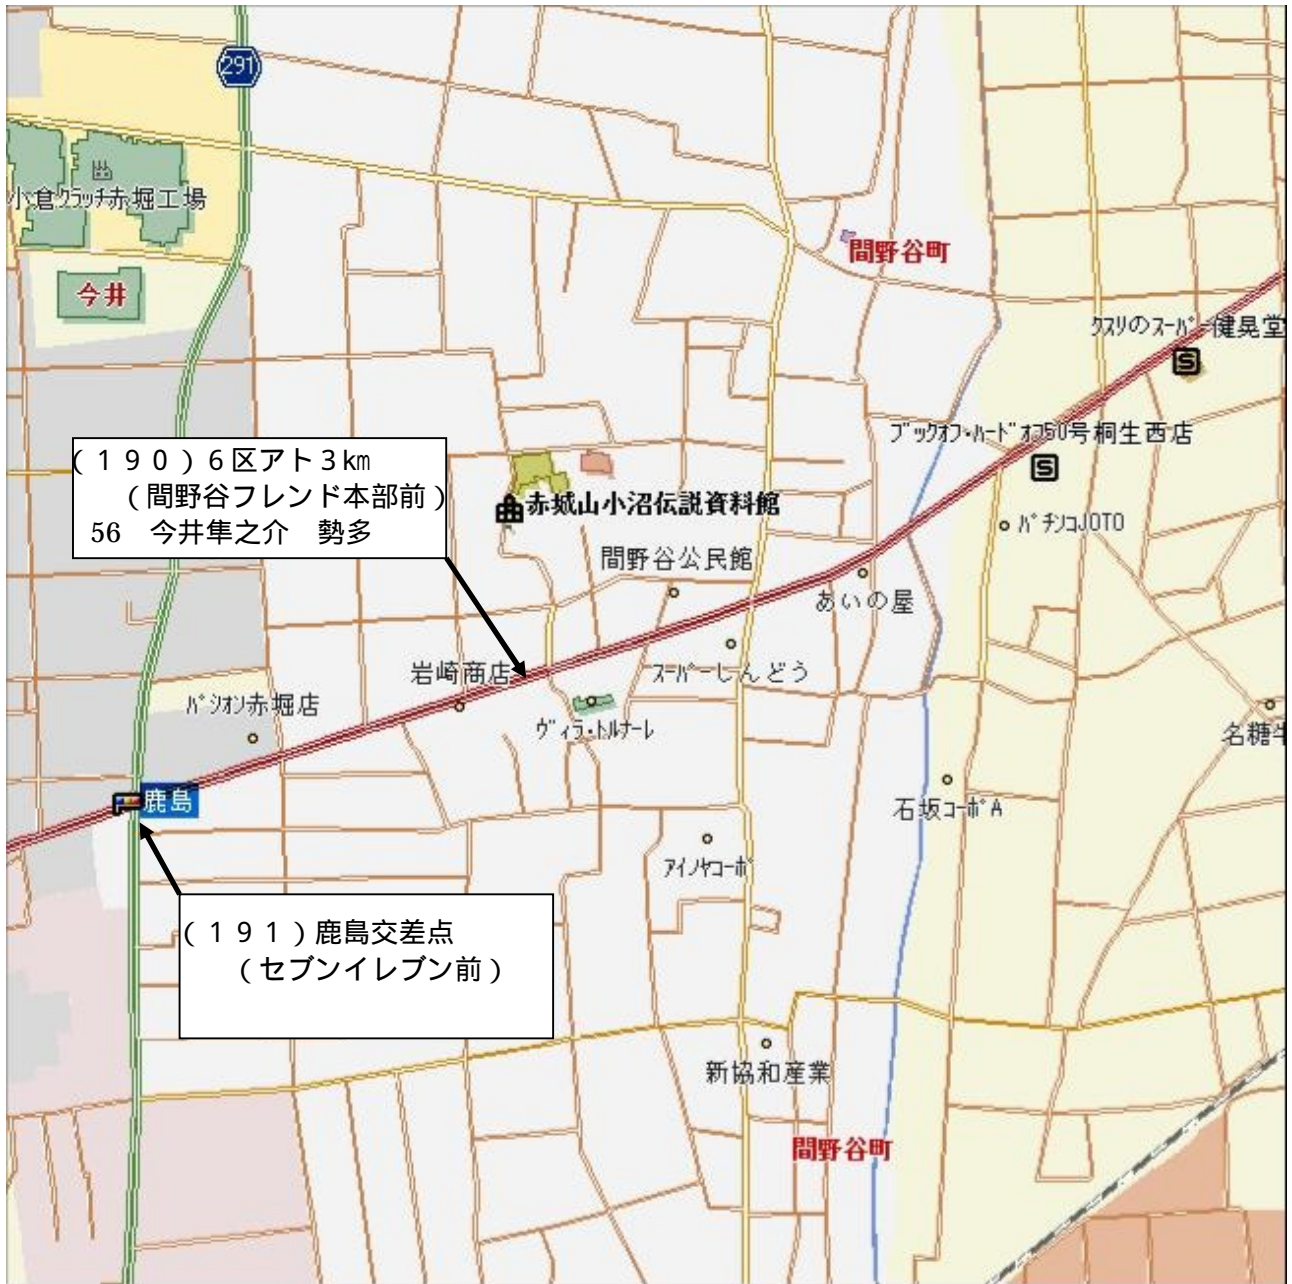 291
小倉クラッチ赤堀工場
間野谷町
今井
クスリのスーパー健晃堂
S
ブックオフ・ハードオフ50号桐生西店
S
(190)6区アト3㎞
(間野谷フレンド本部前)
56 今井隼之介 勢多
赤城山小沼伝説資料館
パチンコJOTO
間野谷公民館
あいの屋
岩崎商店
スーパーしんどう
パシオン赤堀店
ヴィラ・トルナーレ
名糖牛
鹿島
石坂コーポA
アイノヤコーポ
(191)鹿島交差点
(セブンイレブン前)
新協和産業
間野谷町